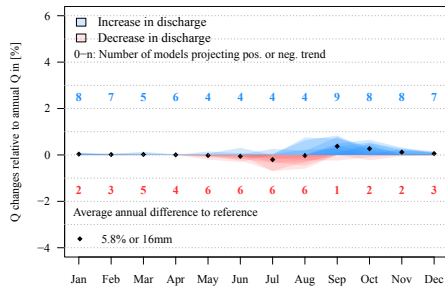 Q changes relative to annual Q in [%]
6
4
2
0
−2
−4
Increase in discharge
Decrease in discharge
0−n: Number of models projecting pos. or neg. trend
8 7 5 6 4 4 4 4 9 8 8 7
2 3 5 4 6 6 6 6 1 2 2 3
Average annual difference to reference
5.8% or 16mm
Jan Feb Mar Apr May Jun Jul Aug Sep Oct Nov Dec